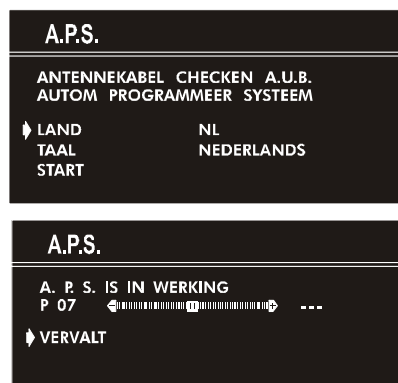 A.P.S.
ANTENNEKABEL CHECKEN A.U.B.
AUTOM PROGRAMMEER SYSTEEM
LAND NL
TAAL NEDERLANDS
START
A.P.S.
A. P. S. IS IN WERKING
P 07 - + ---
VERVALT